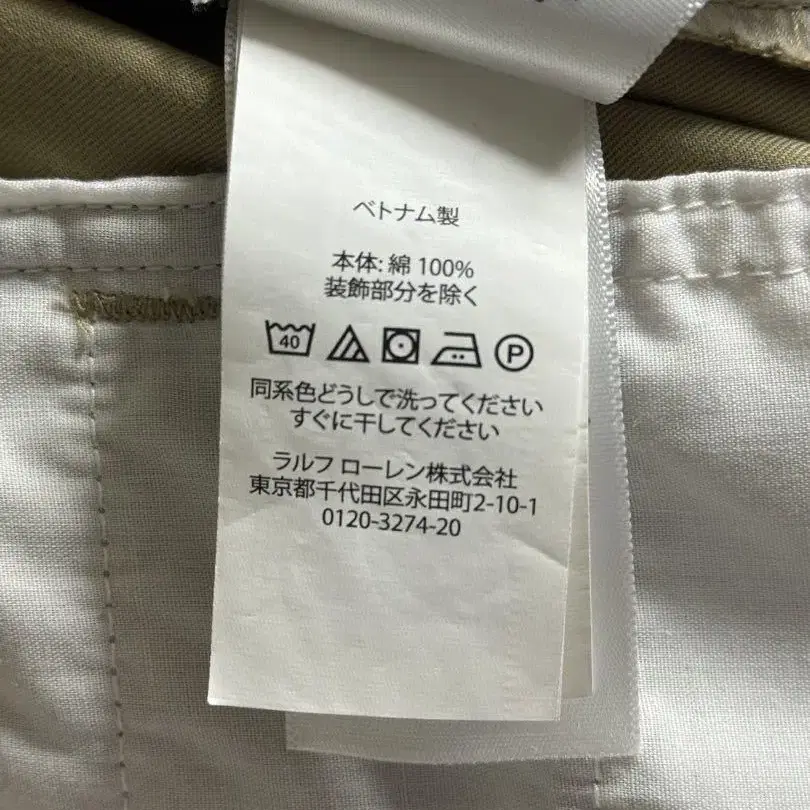 ベトナム製
本体: 綿 100%
装飾部分を除く
40 P
同系色どうしで洗ってください
すぐに干してください
ラルフ ローレン株式会社
東京都千代田区永田町2-10-1
0120-3274-20